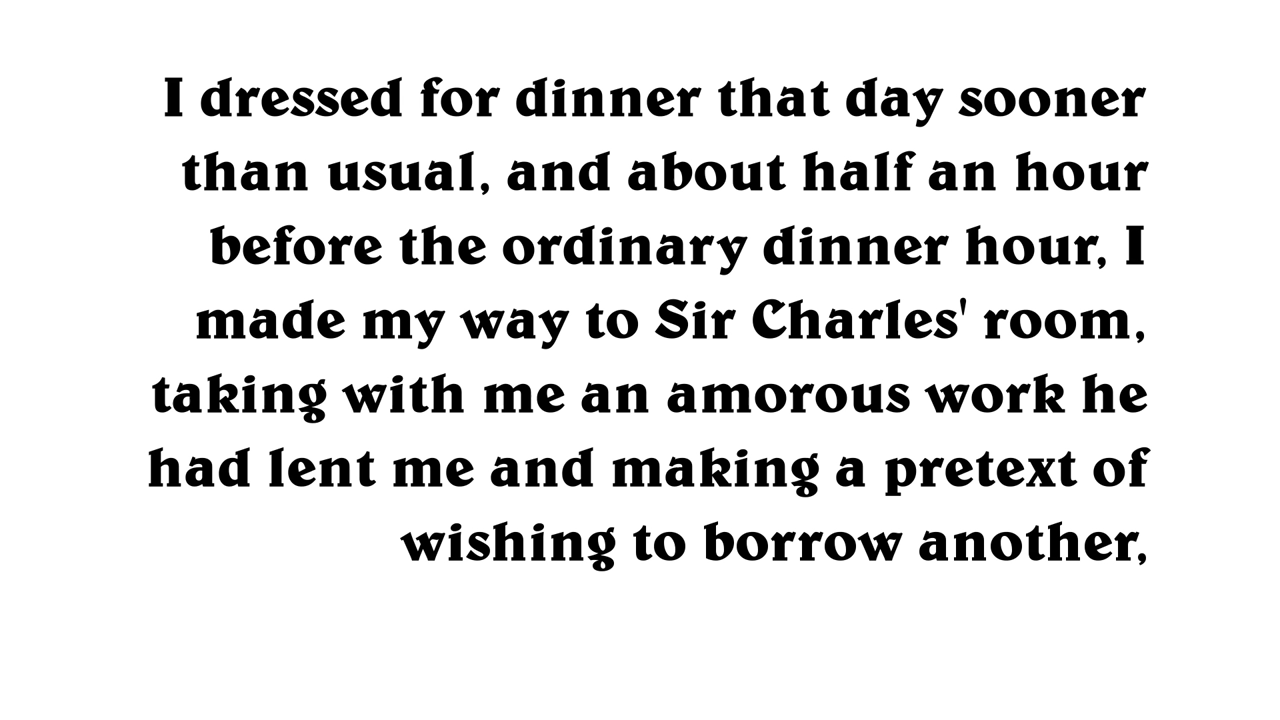 I dressed for dinner that day sooner
than usual, and about half an hour
before the ordinary dinner hour, I
made my way to Sir Charles' room,
taking with me an amorous work he
had lent me and making a pretext of
wishing to borrow another,